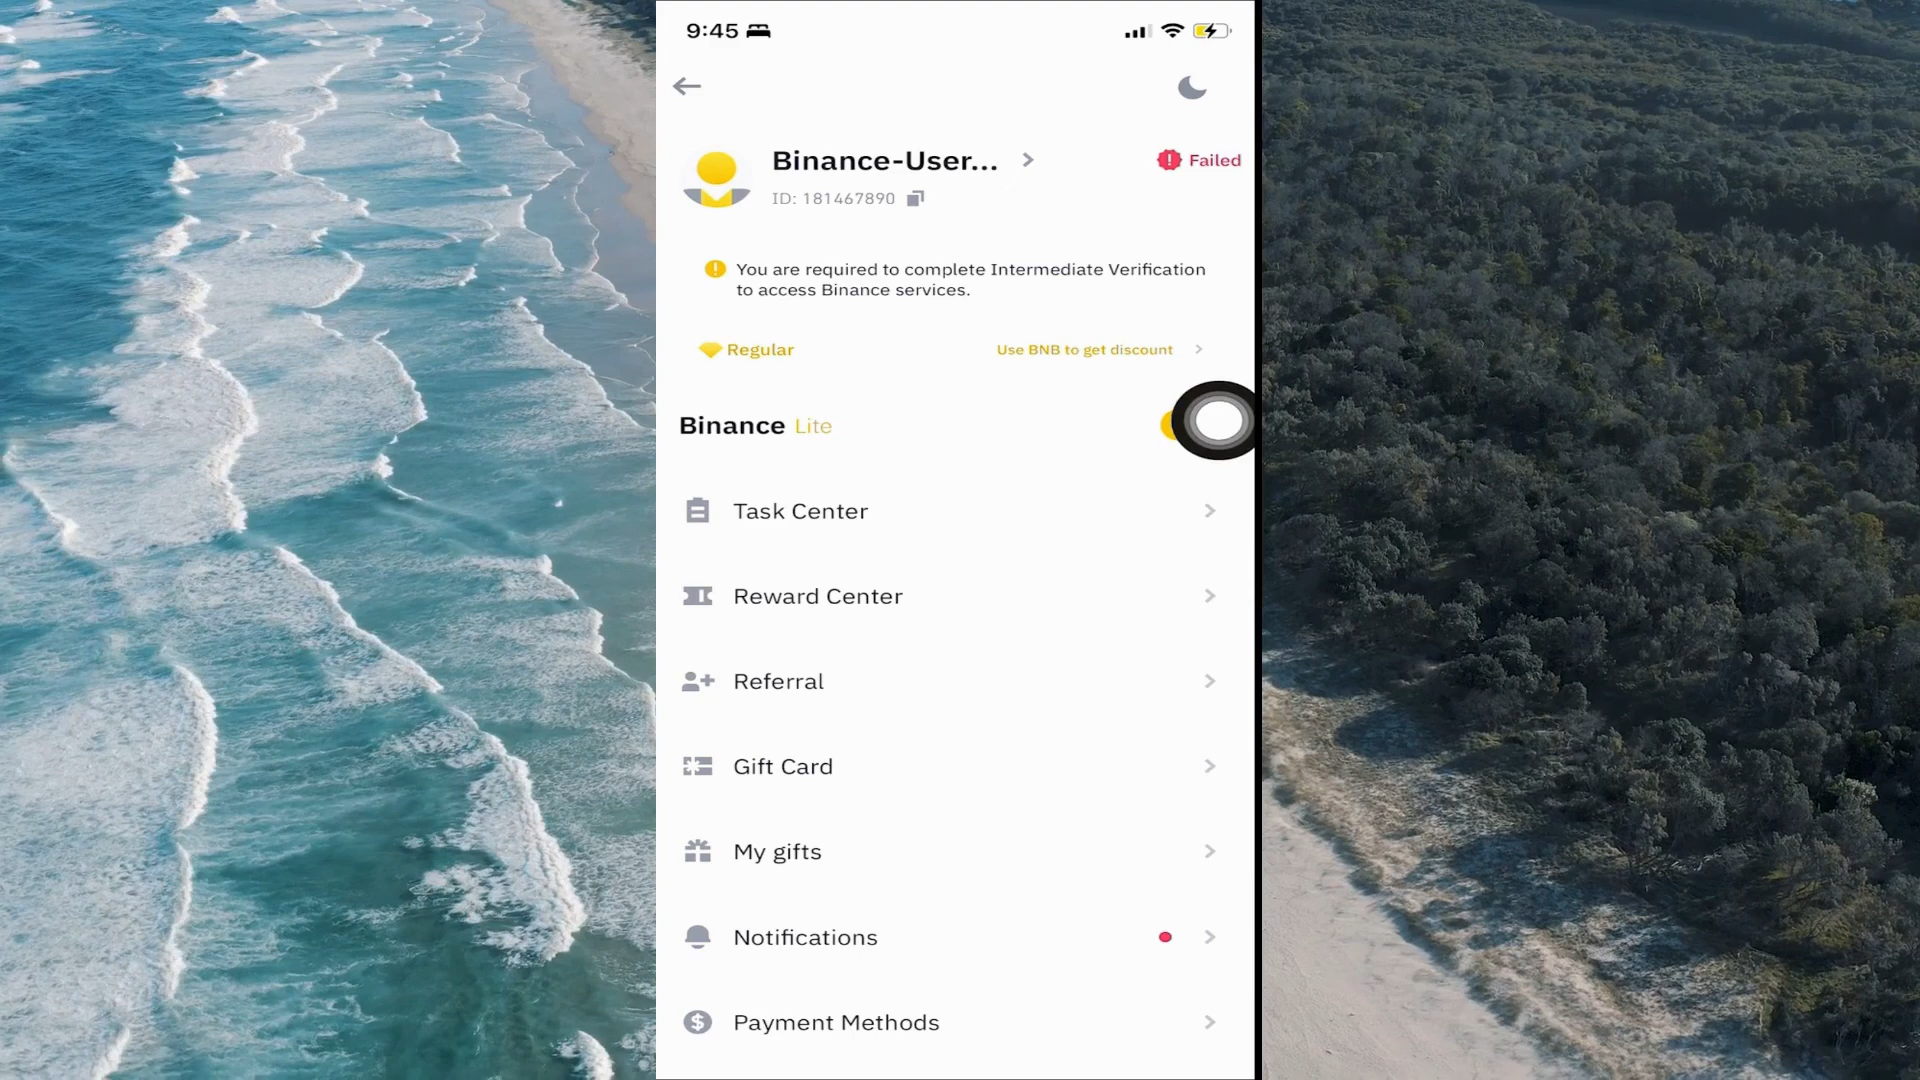 9:45
Binance-User...
Failed
ID: 181467890
You are required to complete Intermediate Verification
to access Binance services.
Regular
Use BNB to get discount
Binance Lite
Task Center
Reward Center
Referral
Gift Card
My gifts
Notifications
Payment Methods